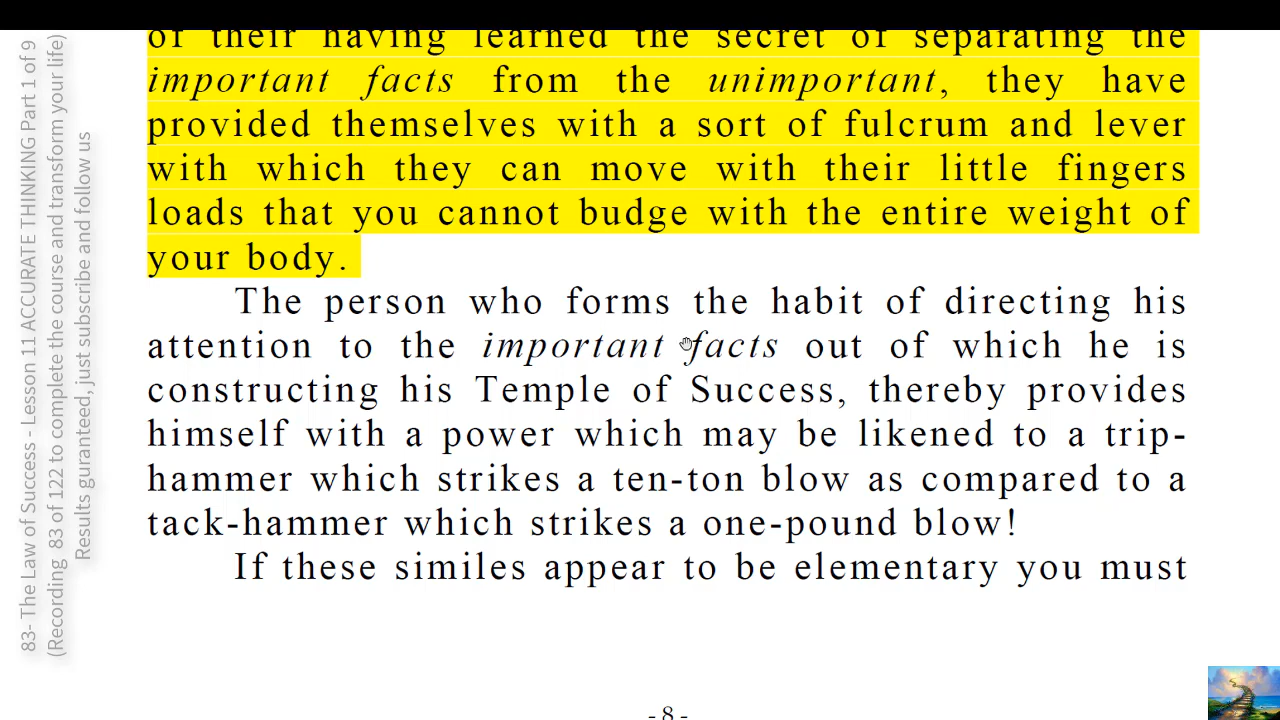 of their having learned the secret of separating the
important facts from the unimportant, they have
provided themselves with a sort of fulcrum and lever
with which they can move with their little fingers
loads that you cannot budge with the entire weight of
your body.
The person who forms the habit of directing his
attention to the important facts out of which he is
constructing his Temple of Success, thereby provides
himself with a power which may be likened to a trip-
hammer which strikes a ten-ton blow as compared to a
tack-hammer which strikes a one-pound blow!
If these similes appear to be elementary you must
- 8 -
83- The Law of Success - Lesson 11 ACCURATE THINKING Part 1 of 9
(Recording 83 of 122 to complete the course and transform your life)
Results guranteed, just subscribe and follow us